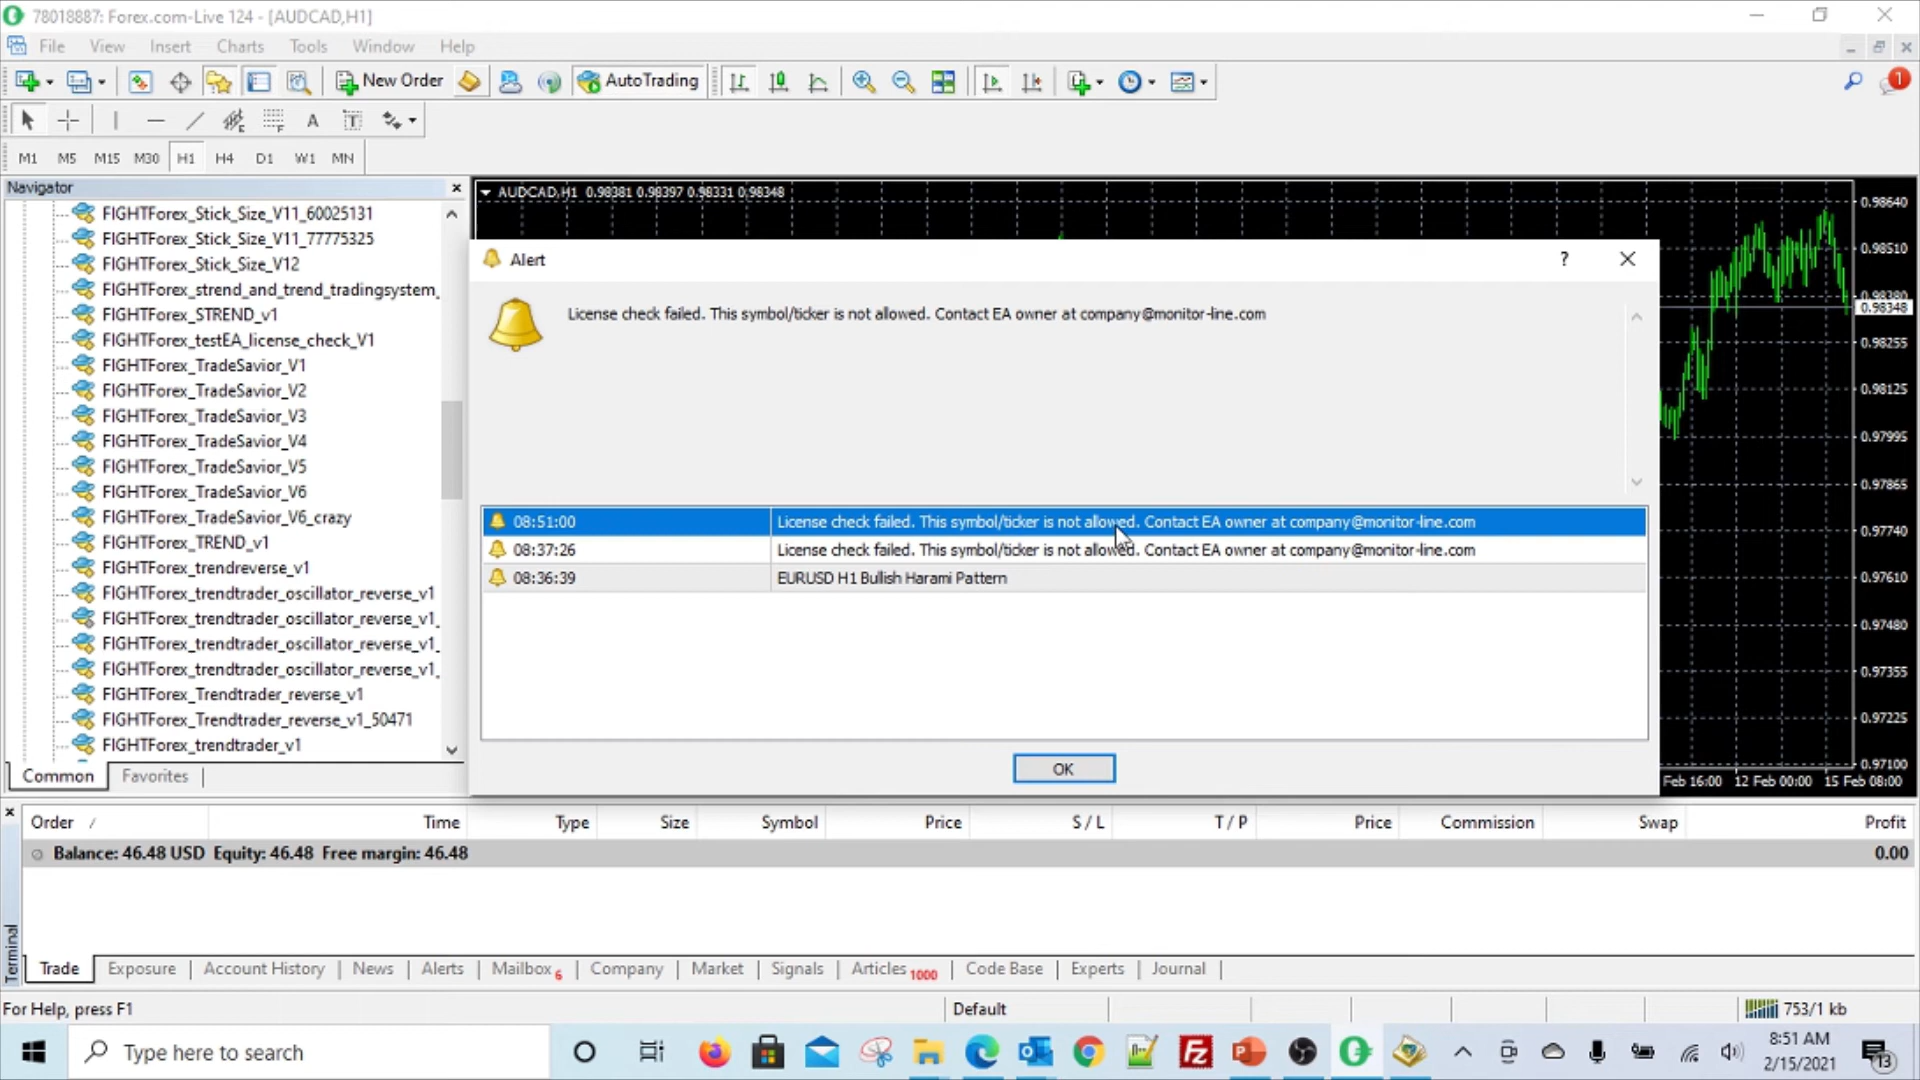 78018887: Forex.com-Live 124 - [AUDCAD,H1]
File View Insert Charts Tools Window Help
New Order AutoTrading 1
A T
M1 M5 M15 M30 H1 H4 D1 W1 MN
Navigator
FIGHTForex_Stick_Size_V11_60025131
FIGHTForex_Stick_Size_V11_77775325
FIGHTForex_Stick_Size_V12
FIGHTForex_strend_and_trend_tradingsystem_
FIGHTForex_STREND_v1
FIGHTForex_testEA_license_check_V1
FIGHTForex_TradeSavior_V1
FIGHTForex_TradeSavior_V2
FIGHTForex_TradeSavior_V3
FIGHTForex_TradeSavior_V4
FIGHTForex_TradeSavior_V5
FIGHTForex_TradeSavior_V6
FIGHTForex_TradeSavior_V6_crazy
FIGHTForex_TREND_v1
FIGHTForex_trendreverse_v1
FIGHTForex_trendtrader_oscillator_reverse_v1
FIGHTForex_trendtrader_oscillator_reverse_v1_
FIGHTForex_trendtrader_oscillator_reverse_v1_
FIGHTForex_trendtrader_oscillator_reverse_v1_
FIGHTForex_Trendtrader_reverse_v1
FIGHTForex_Trendtrader_reverse_v1_50471
FIGHTForex_trendtrader_v1
Common Favorites
AUDCAD,H1 0.98381 0.98397 0.98331 0.98348
Alert ?
License check failed. This symbol/ticker is not allowed. Contact EA owner at company@monitor-line.com
08:51:00 License check failed. This symbol/ticker is not allowed. Contact EA owner at company@monitor-line.com
08:37:26 License check failed. This symbol/ticker is not allowed. Contact EA owner at company@monitor-line.com
08:36:39 EURUSD H1 Bullish Harami Pattern
OK
0.98640
0.98510
0.98380
0.98348
0.98255
0.98125
0.97995
0.97865
0.97740
0.97610
0.97480
0.97355
0.97225
0.97100
Feb 16:00 12 Feb 00:00 15 Feb 08:00
Order / Time Type Size Symbol Price S / L T / P Price Commission Swap Profit
Balance: 46.48 USD Equity: 46.48 Free margin: 46.48 0.00
Terminal
Trade Exposure Account History News Alerts Mailbox 6 Company Market Signals Articles 1000 Code Base Experts Journal
For Help, press F1 Default 753/1 kb
Type here to search
8:51 AM
2/15/2021
13